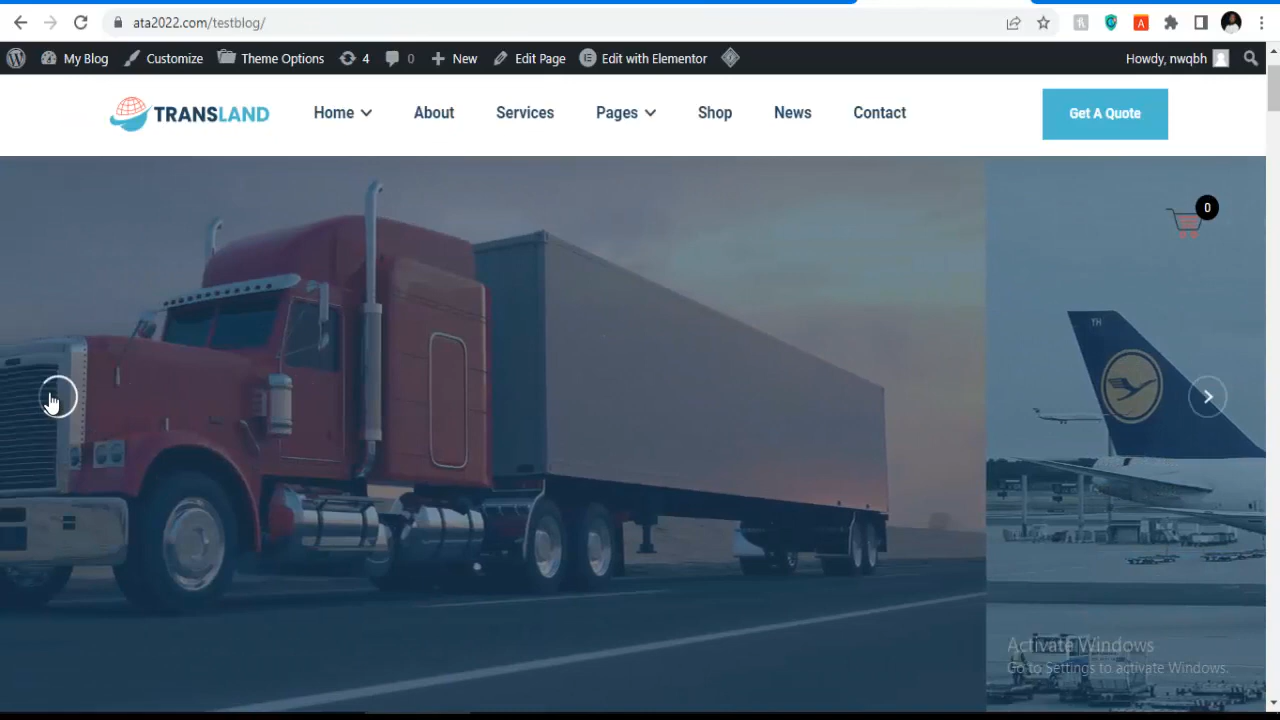 ata2022.com/testblog/
My Blog Customize Theme Options 4 0 New Edit Page Edit with Elementor Howdy, nwqbh
TRANSLAND Home About Services Pages Shop News Contact Get A Quote
0
YH
Activate Windows
Go to Settings to activate Windows.